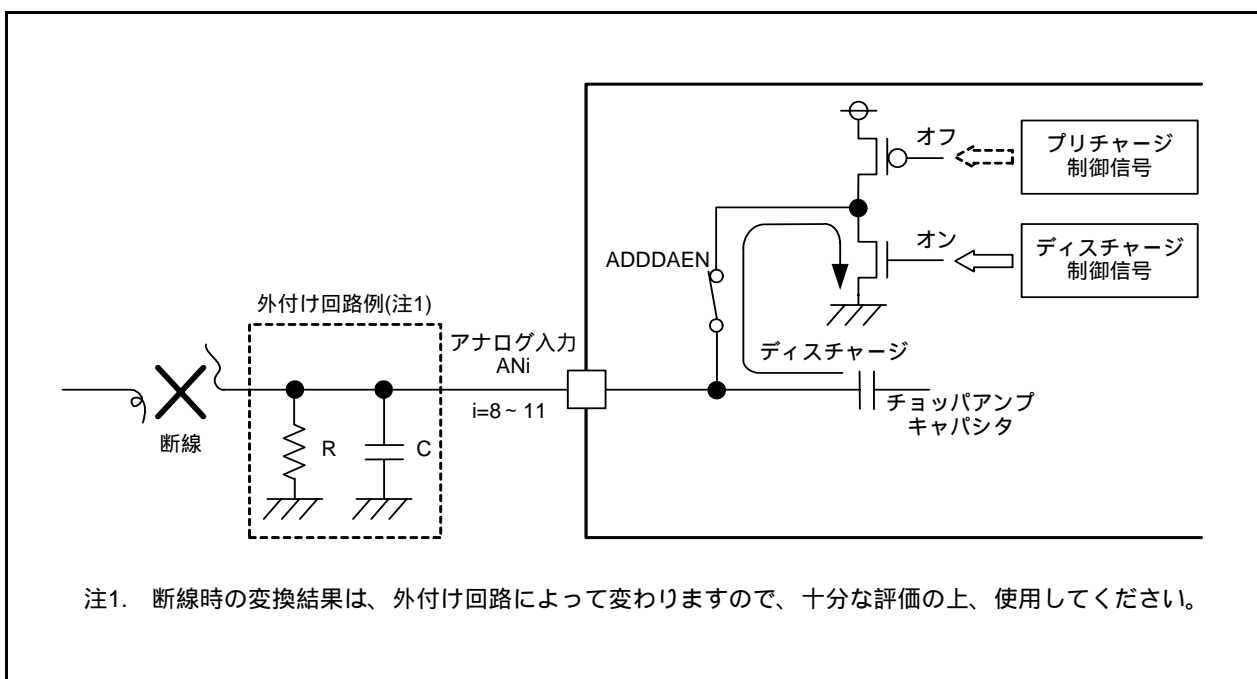 オフ
プリチャージ
制御信号
オン
ディスチャージ
制御信号
ADDDAEN
外付け回路例(注1)
アナログ入力
ANi
i=8～11
ディスチャージ
チョッパアンプ
キャパシタ
断線
R
C
注1. 断線時の変換結果は、外付け回路によって変わりますので、十分な評価の上、使用してください。